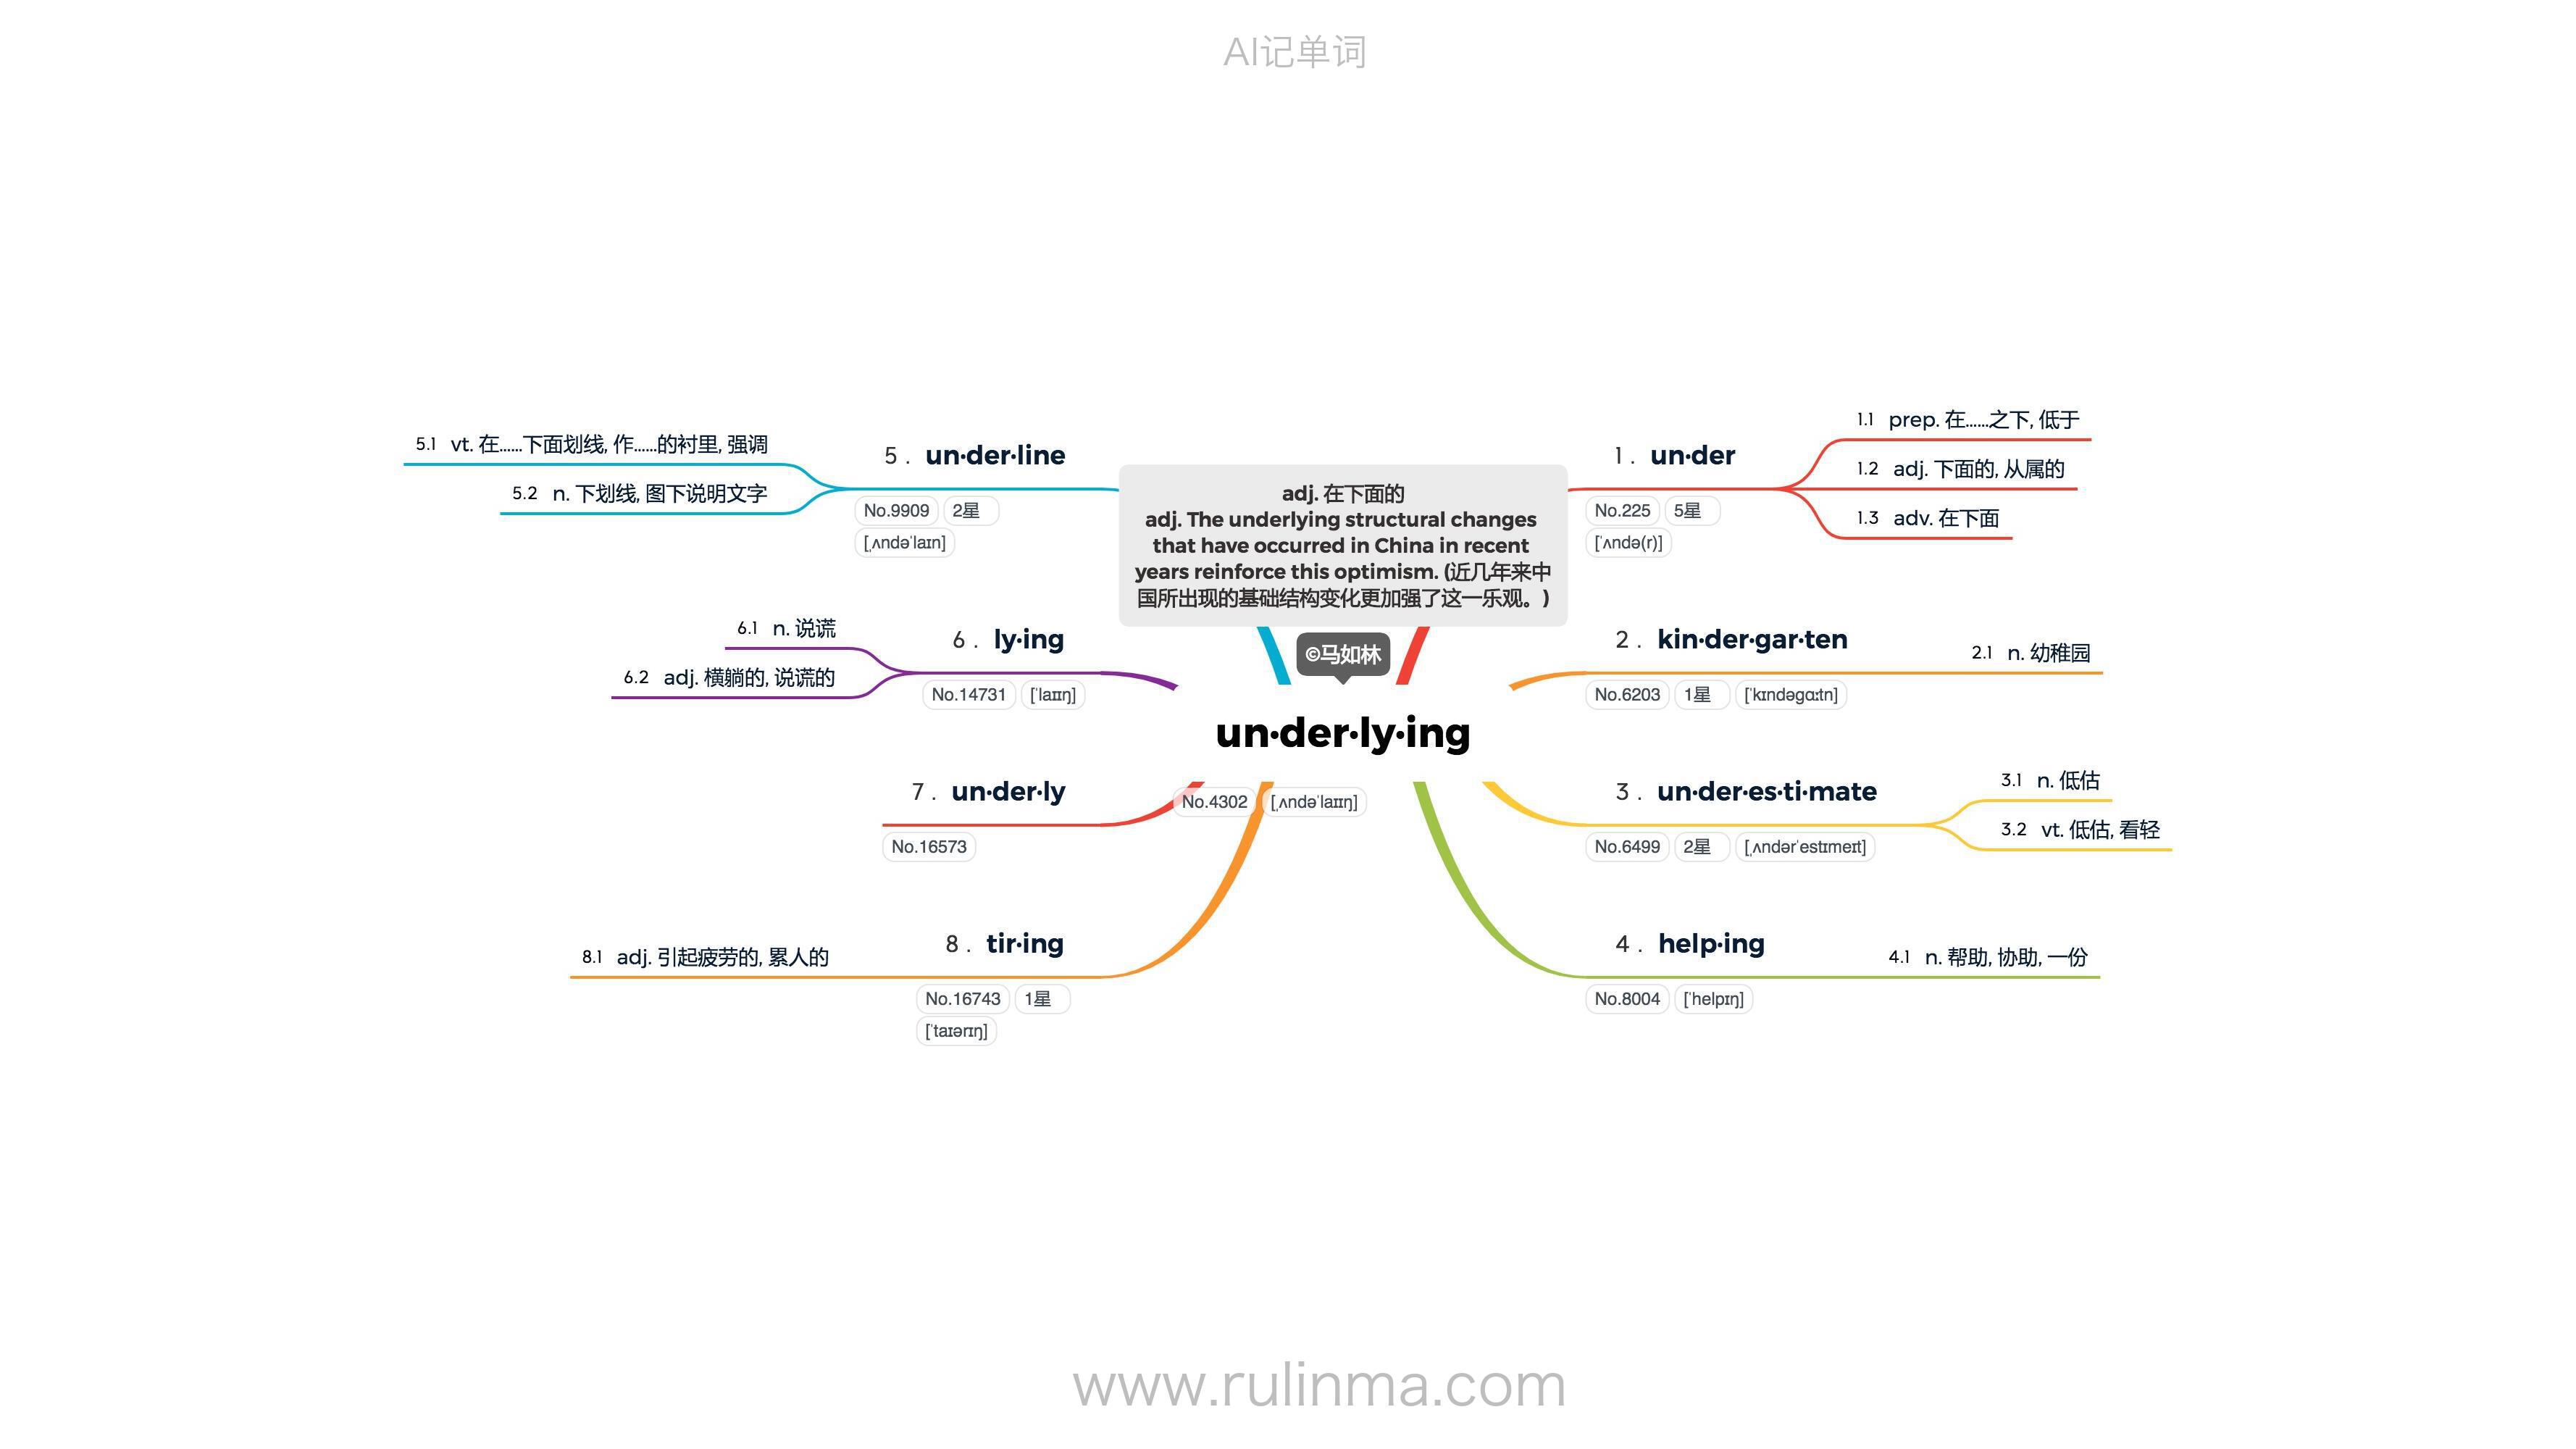 AI记单词
adj. 在下面的
adj. The underlying structural changes
that have occurred in China in recent
years reinforce this optimism. (近几年来中
国所出现的基础结构变化更加强了这一乐观。)
©马如林
un·der·ly·ing
No.4302 [ˌʌndəˈlaɪɪŋ]
1 . un·der
No.225 5星
[ˈʌndə(r)]
1.1 prep. 在……之下, 低于
1.2 adj. 下面的, 从属的
1.3 adv. 在下面
2 . kin·der·gar·ten
No.6203 1星 [ˈkɪndəgɑːtn]
2.1 n. 幼稚园
3 . un·der·es·ti·mate
No.6499 2星 [ˌʌndərˈestɪmeɪt]
3.1 n. 低估
3.2 vt. 低估, 看轻
4 . help·ing
No.8004 [ˈhelpɪŋ]
4.1 n. 帮助, 协助, 一份
5 . un·der·line
No.9909 2星
[ˌʌndəˈlaɪn]
5.1 vt. 在……下面划线, 作……的衬里, 强调
5.2 n. 下划线, 图下说明文字
6 . ly·ing
No.14731 [ˈlaɪɪŋ]
6.1 n. 说谎
6.2 adj. 横躺的, 说谎的
7 . un·der·ly
No.16573
8 . tir·ing
No.16743 1星
[ˈtaɪərɪŋ]
8.1 adj. 引起疲劳的, 累人的
www.rulinma.com